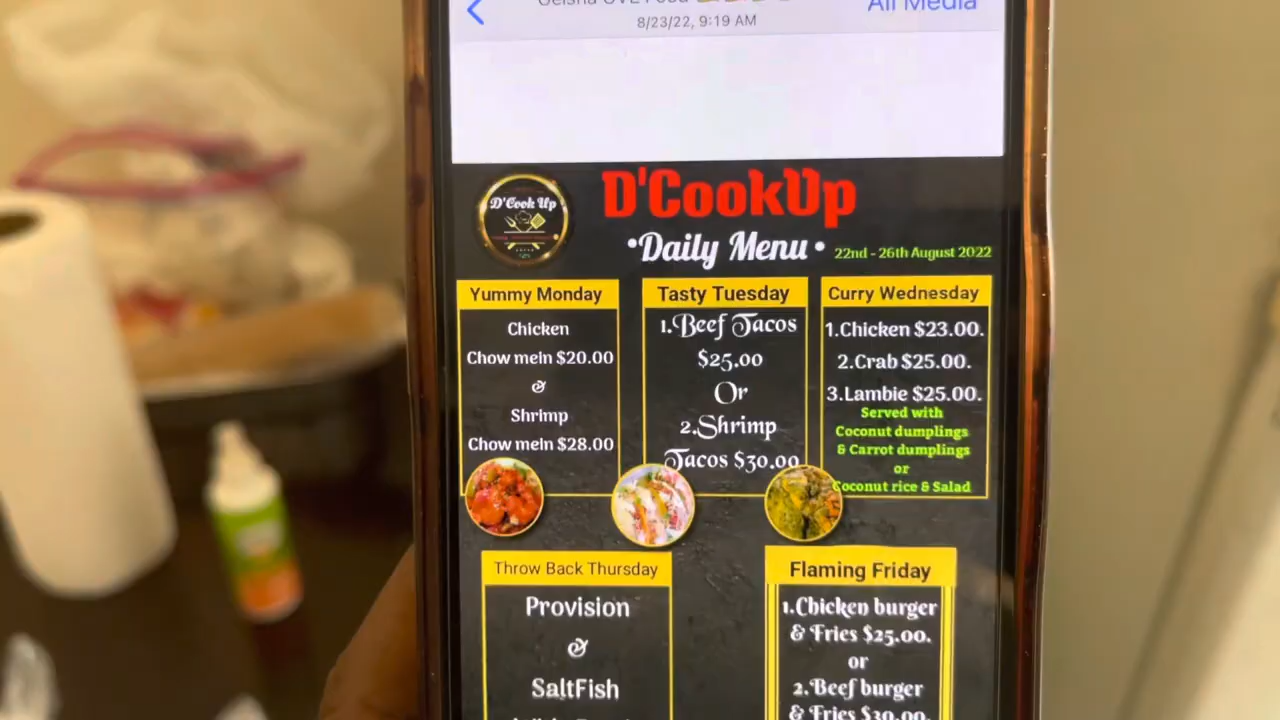 8/23/22, 9:19 AM
All Media
D'Cook Up
D'CookUp
•Daily Menu•
22nd - 26th August 2022
Yummy Monday
Chicken
Chow mein $20.00
&
Shrimp
Chow mein $28.00
Tasty Tuesday
1.Beef Tacos
$25.00
Or
2.Shrimp
Tacos $30.00
Curry Wednesday
1.Chicken $23.00.
2.Crab $25.00.
3.Lambie $25.00.
Served with
Coconut dumplings
& Carrot dumplings
or
Coconut rice & Salad
Throw Back Thursday
Provision
&
SaltFish
Flaming Friday
1.Chicken burger
& Fries $25.00.
or
2.Beef burger
& Fries $30.00.